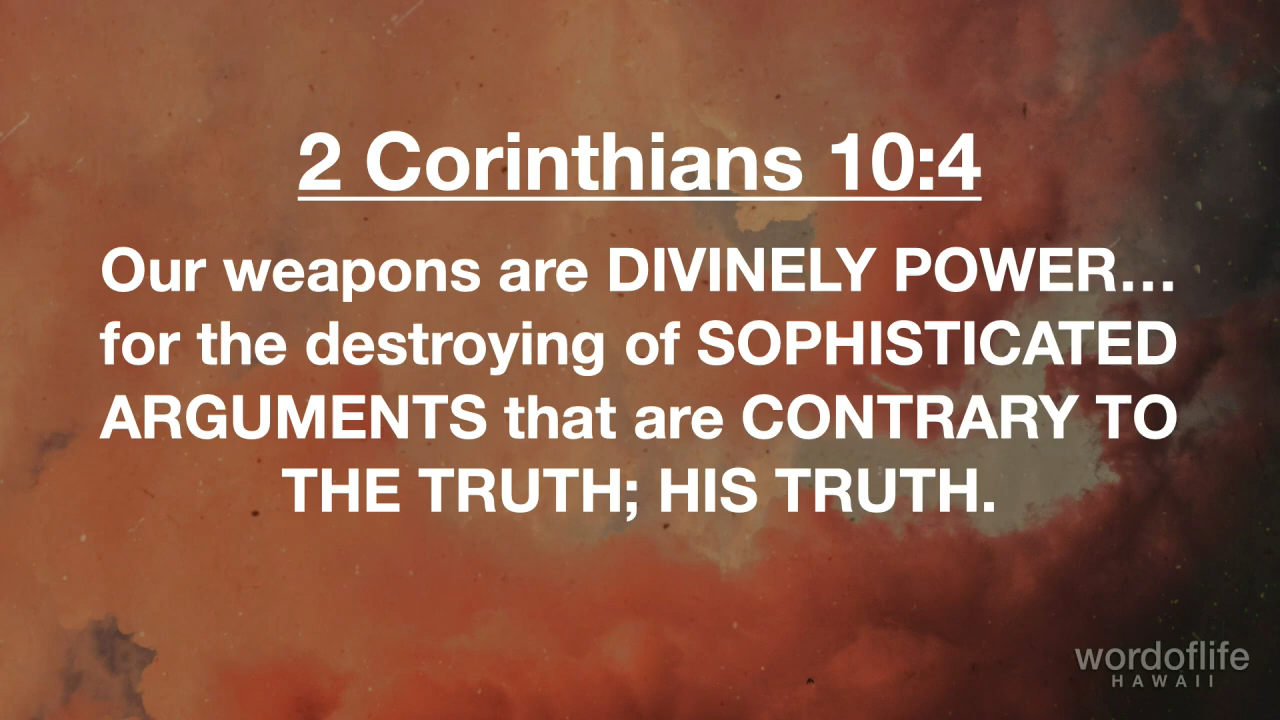 2 Corinthians 10:4
Our weapons are DIVINELY POWER...
for the destroying of SOPHISTICATED
ARGUMENTS that are CONTRARY TO
THE TRUTH; HIS TRUTH.
wordoflife
HAWAII